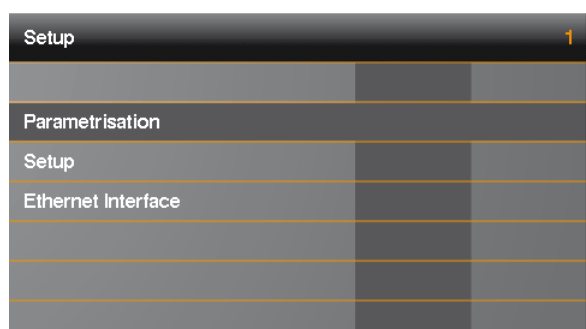 Setup 1
Parametrisation
Setup
Ethernet Interface